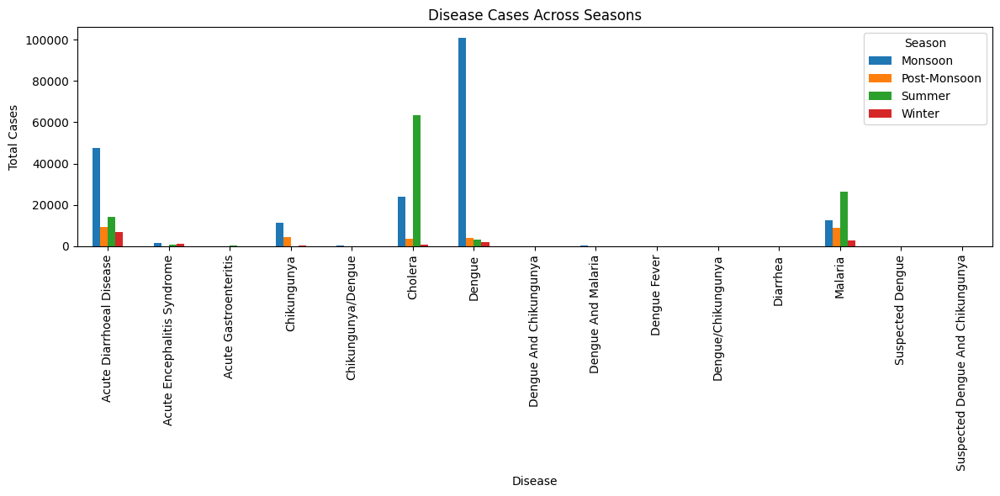 Disease Cases Across Seasons
Total Cases
100000
80000
60000
40000
20000
0
Season
Monsoon
Post-Monsoon
Summer
Winter
Acute Diarrhoeal Disease
Acute Encephalitis Syndrome
Acute Gastroenteritis
Chikungunya
Chikungunya/Dengue
Cholera
Dengue
Dengue And Chikungunya
Dengue And Malaria
Dengue Fever
Dengue/Chikungunya
Diarrhea
Malaria
Suspected Dengue
Suspected Dengue And Chikungunya
Disease